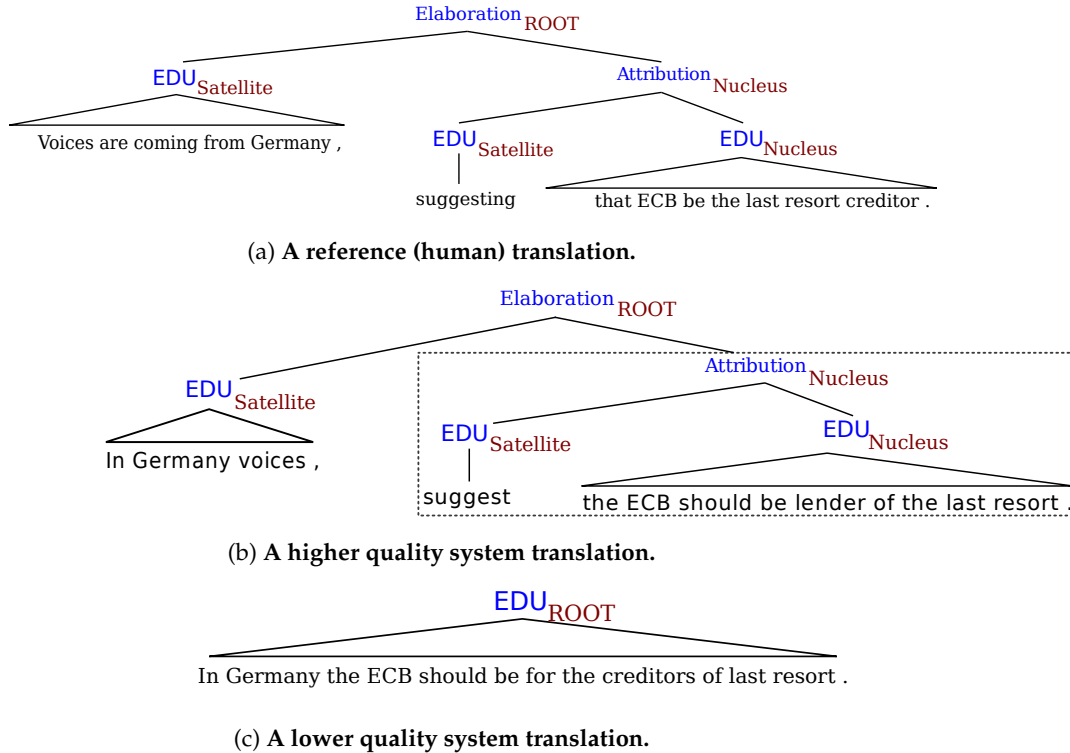 Elaboration ROOT
EDU Satellite Attribution Nucleus
Voices are coming from Germany , EDU Satellite EDU Nucleus
suggesting that ECB be the last resort creditor .
(a) A reference (human) translation.
Elaboration ROOT
Attribution Nucleus
EDU Satellite
EDU Satellite EDU Nucleus
In Germany voices ,
suggest the ECB should be lender of the last resort .
(b) A higher quality system translation.
EDU ROOT
In Germany the ECB should be for the creditors of last resort .
(c) A lower quality system translation.